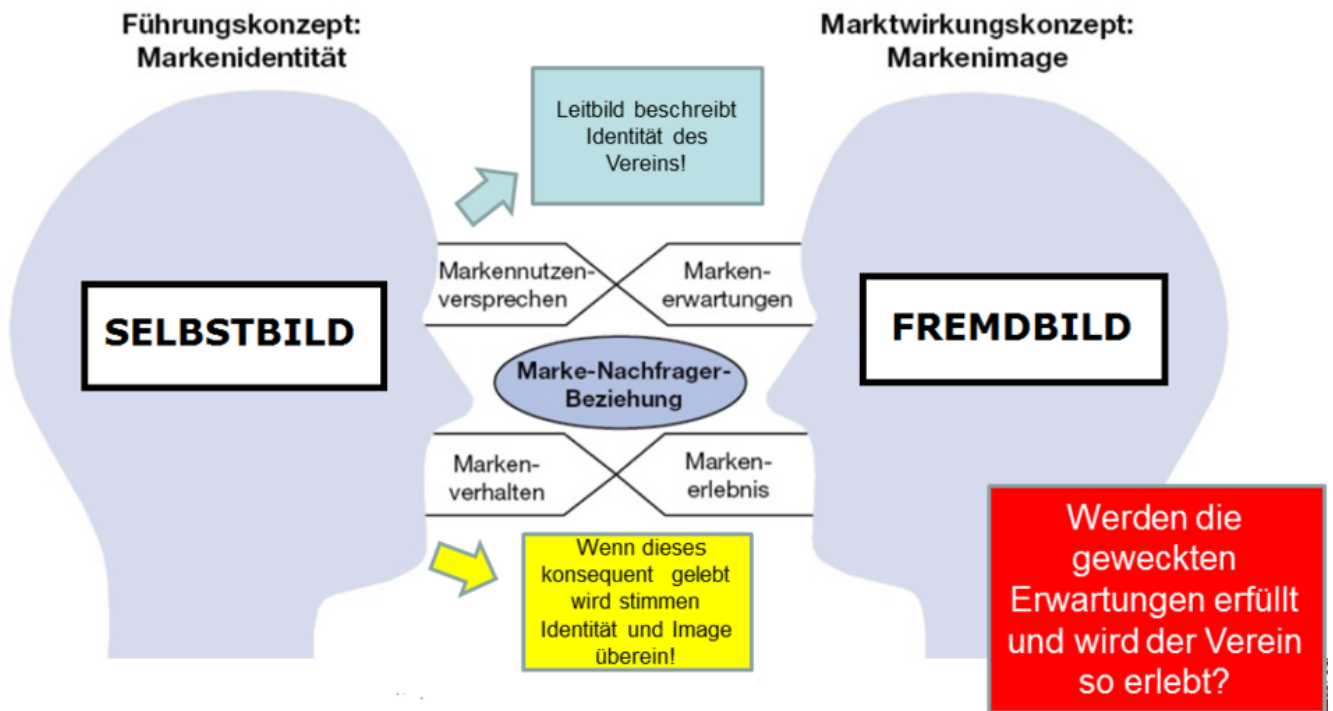 Führungskonzept:
Markenidentität
Marktwirkungskonzept:
Markenimage
Leitbild beschreibt
Identität des
Vereins!
Markennutzen-
versprechen
Marken-
erwartungen
SELBSTBILD
FREMDBILD
Marke-Nachfrager-
Beziehung
Marken-
verhalten
Marken-
erlebnis
Wenn dieses
konsequent gelebt
wird stimmen
Identität und Image
überein!
Werden die
geweckten
Erwartungen erfüllt
und wird der Verein
so erlebt?